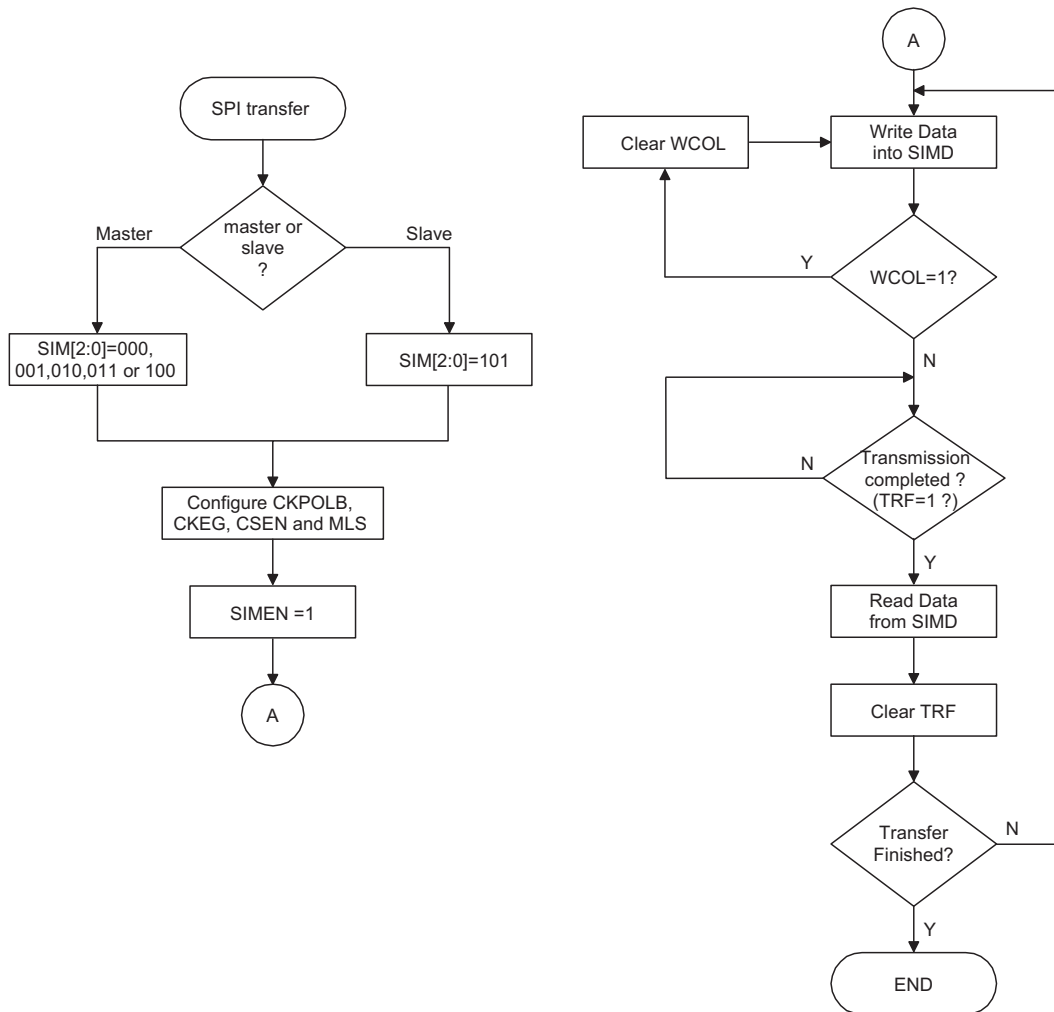 SPI transfer
master or
slave
?
Master
Slave
SIM[2:0]=000,
001,010,011 or 100
SIM[2:0]=101
Configure CKPOLB,
CKEG, CSEN and MLS
SIMEN =1
A
A
Clear WCOL
Write Data
into SIMD
Y
WCOL=1?
N
N
Transmission
completed ?
(TRF=1 ?)
Y
Read Data
from SIMD
Clear TRF
Transfer
Finished?
N
Y
END